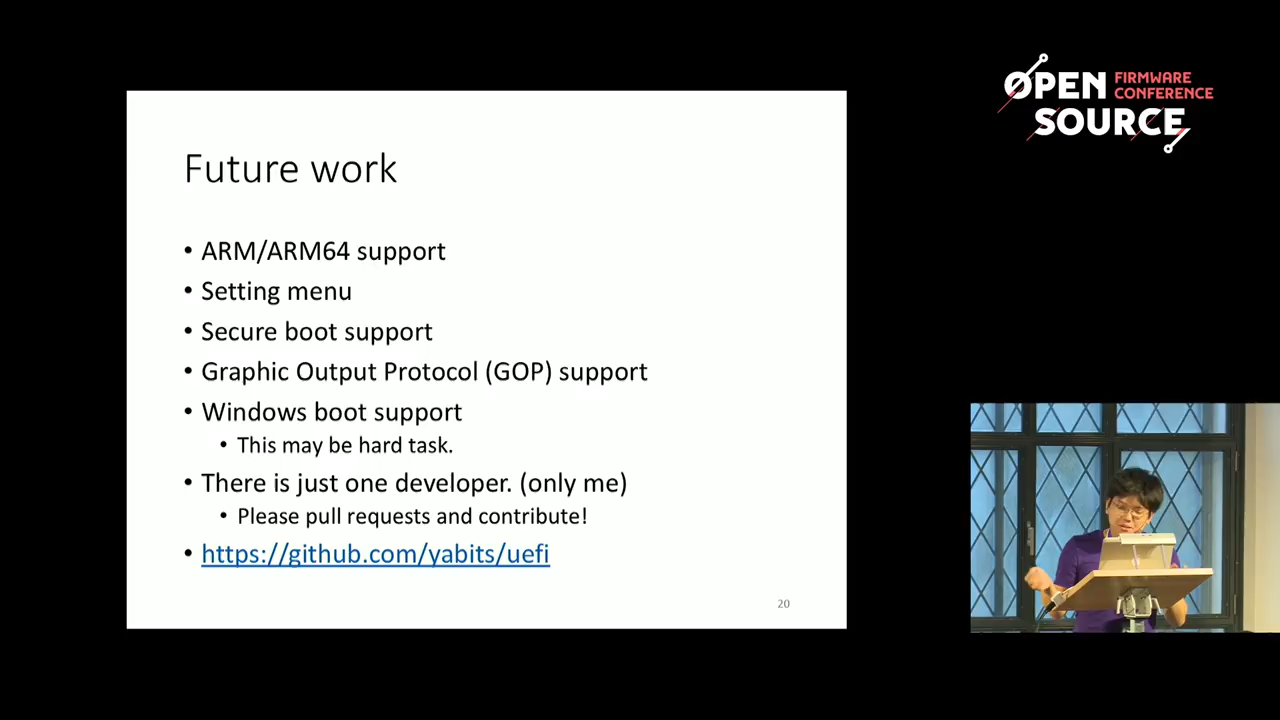 OPEN FIRMWARE
CONFERENCE
SOURCE
Future work
• ARM/ARM64 support
• Setting menu
• Secure boot support
• Graphic Output Protocol (GOP) support
• Windows boot support
• This may be hard task.
• There is just one developer. (only me)
• Please pull requests and contribute!
• https://github.com/yabits/uefi
20